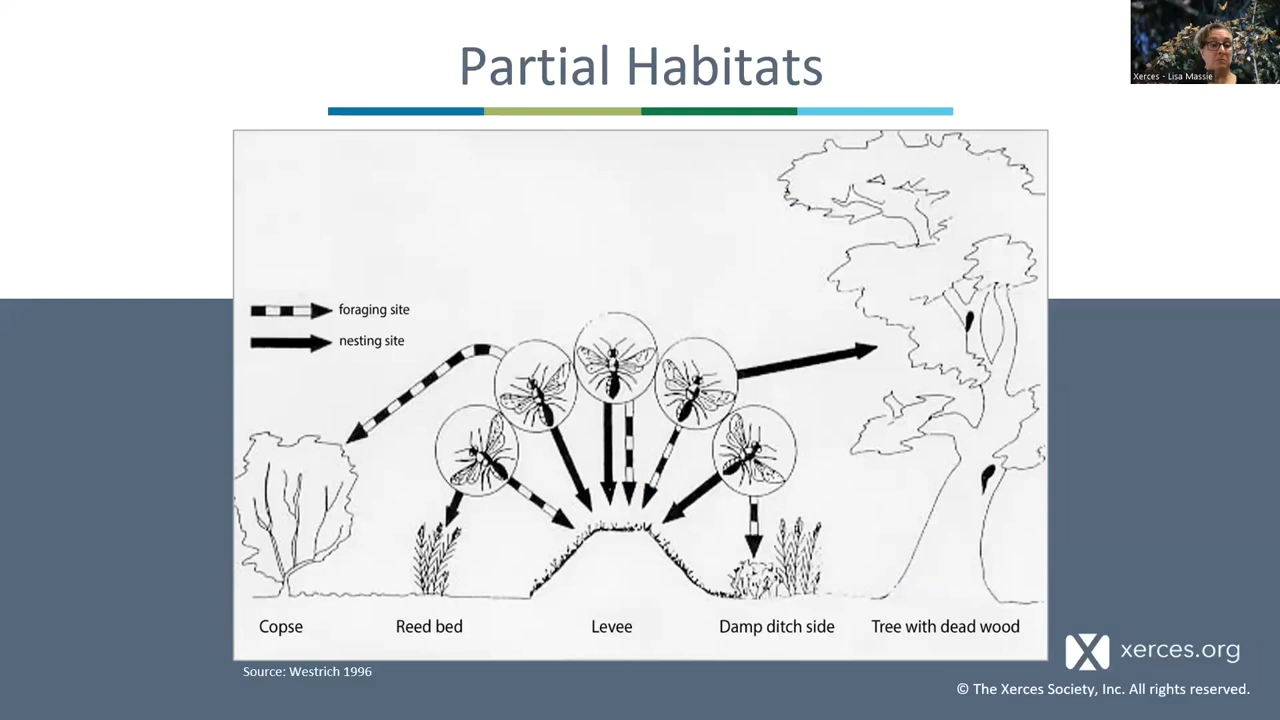 Partial Habitats
Xerces - Lisa Massie
foraging site
nesting site
Copse
Reed bed
Levee
Damp ditch side
Tree with dead wood
Source: Westrich 1996
xerces.org
© The Xerces Society, Inc. All rights reserved.